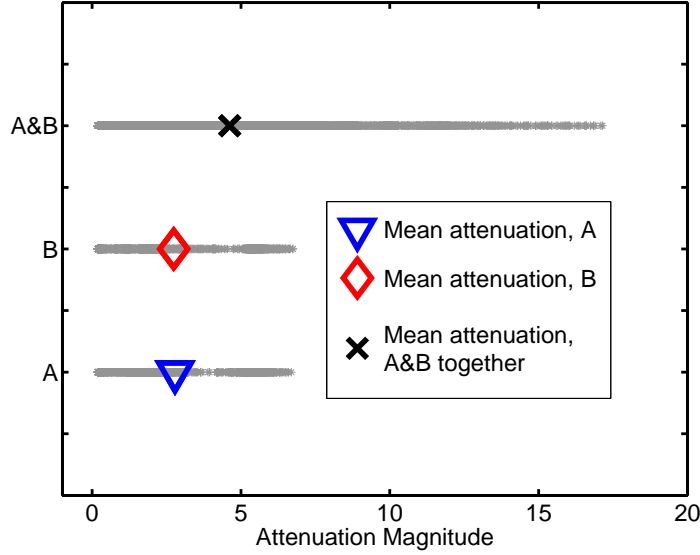 A&B
B
A
Mean attenuation, A
Mean attenuation, B
Mean attenuation,
A&B together
0 5 10 15 20
Attenuation Magnitude